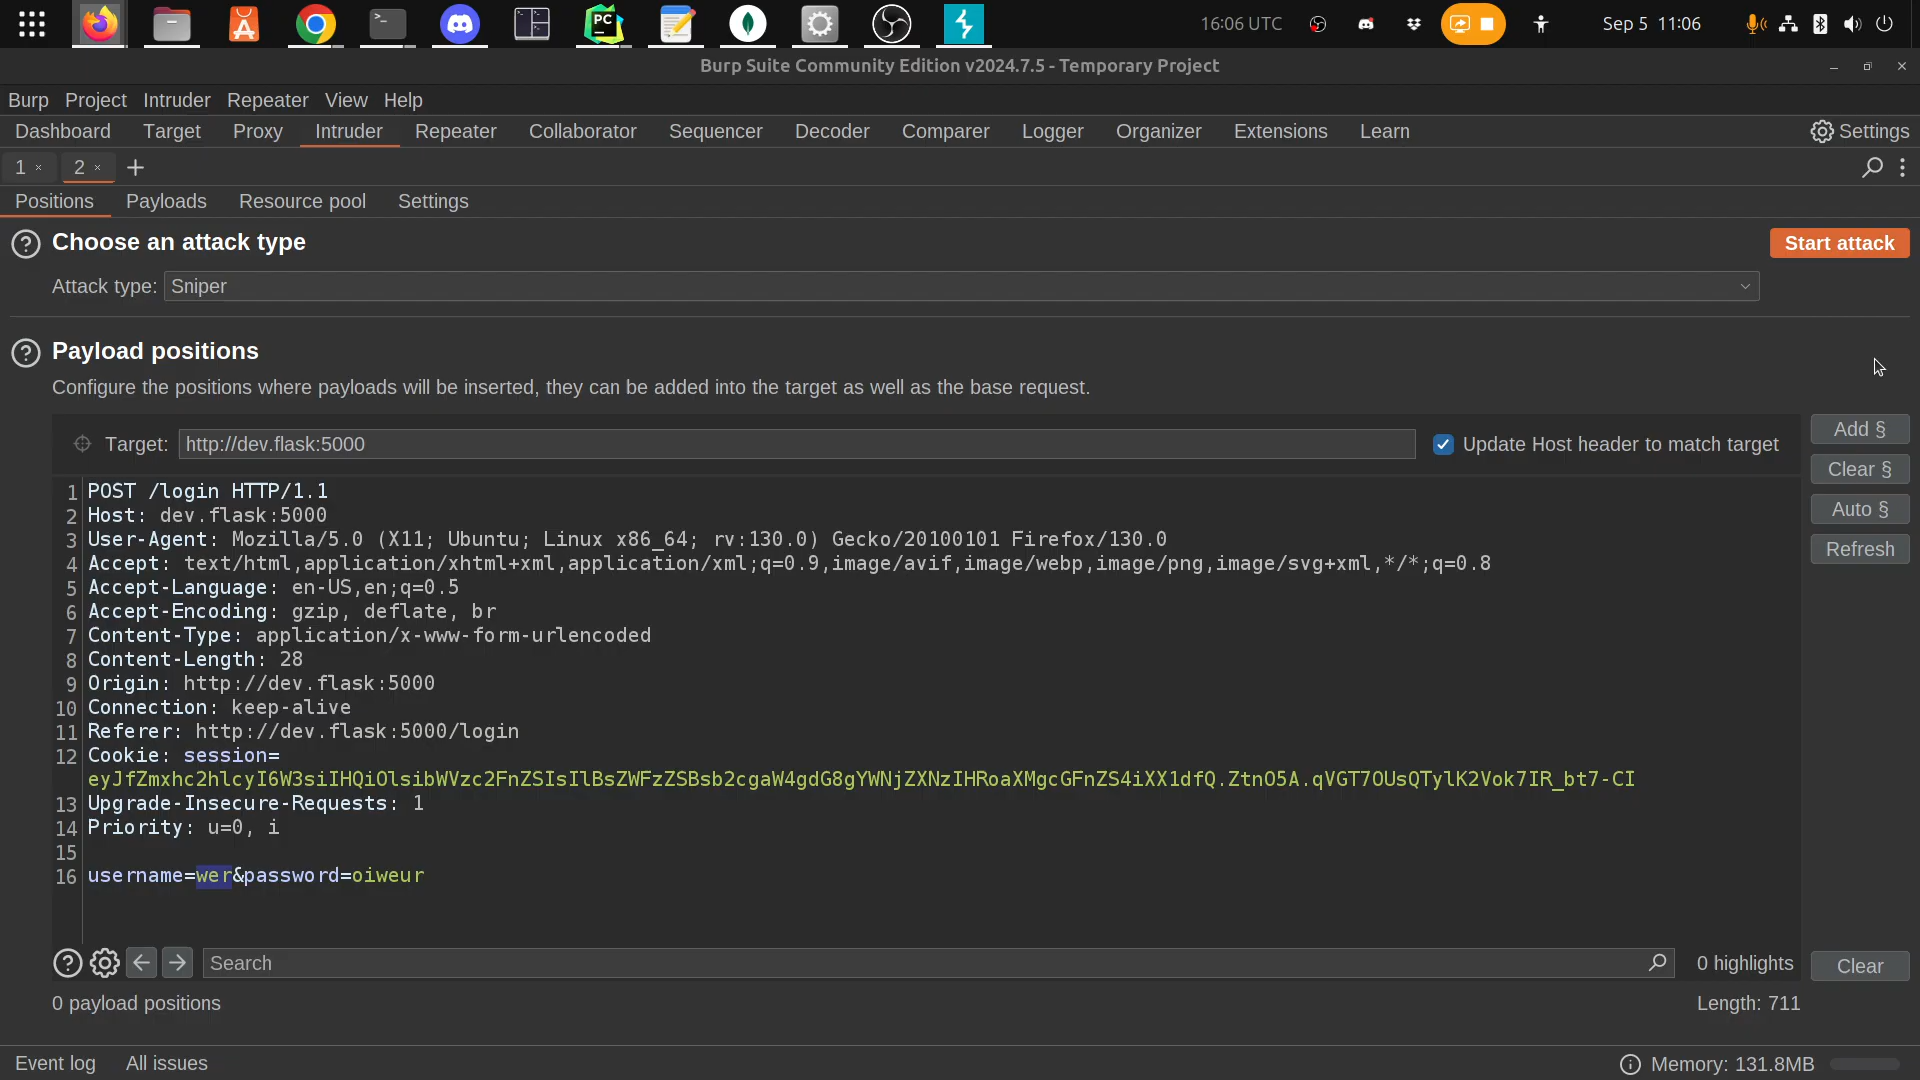 16:06 UTC
Sep 5 11:06
Burp Suite Community Edition v2024.7.5 - Temporary Project
Burp Project Intruder Repeater View Help
Dashboard Target Proxy Intruder Repeater Collaborator Sequencer Decoder Comparer Logger Organizer Extensions Learn Settings
1 × 2 × +
Positions Payloads Resource pool Settings
Choose an attack type
Start attack
Attack type: Sniper
Payload positions
Configure the positions where payloads will be inserted, they can be added into the target as well as the base request.
Target: http://dev.flask:5000
Update Host header to match target
Add §
Clear §
Auto §
Refresh
1 POST /login HTTP/1.1
2 Host: dev.flask:5000
3 User-Agent: Mozilla/5.0 (X11; Ubuntu; Linux x86_64; rv:130.0) Gecko/20100101 Firefox/130.0
4 Accept: text/html,application/xhtml+xml,application/xml;q=0.9,image/avif,image/webp,image/png,image/svg+xml,*/*;q=0.8
5 Accept-Language: en-US,en;q=0.5
6 Accept-Encoding: gzip, deflate, br
7 Content-Type: application/x-www-form-urlencoded
8 Content-Length: 28
9 Origin: http://dev.flask:5000
10 Connection: keep-alive
11 Referer: http://dev.flask:5000/login
12 Cookie: session=
eyJfZmxhc2hlcyI6W3siIHQiOlsibWVzc2FnZSIsIlBsZWFzZSBsb2cgaW4gdG8gYWNjZXNzIHRoaXMgcGFnZS4iXX1dfQ.ZtnO5A.qVGT7OUsQTylK2Vok7IR_bt7-CI
13 Upgrade-Insecure-Requests: 1
14 Priority: u=0, i
15
16 username=wer&password=oiweur
Search
0 highlights
Clear
0 payload positions
Length: 711
Event log All issues
Memory: 131.8MB